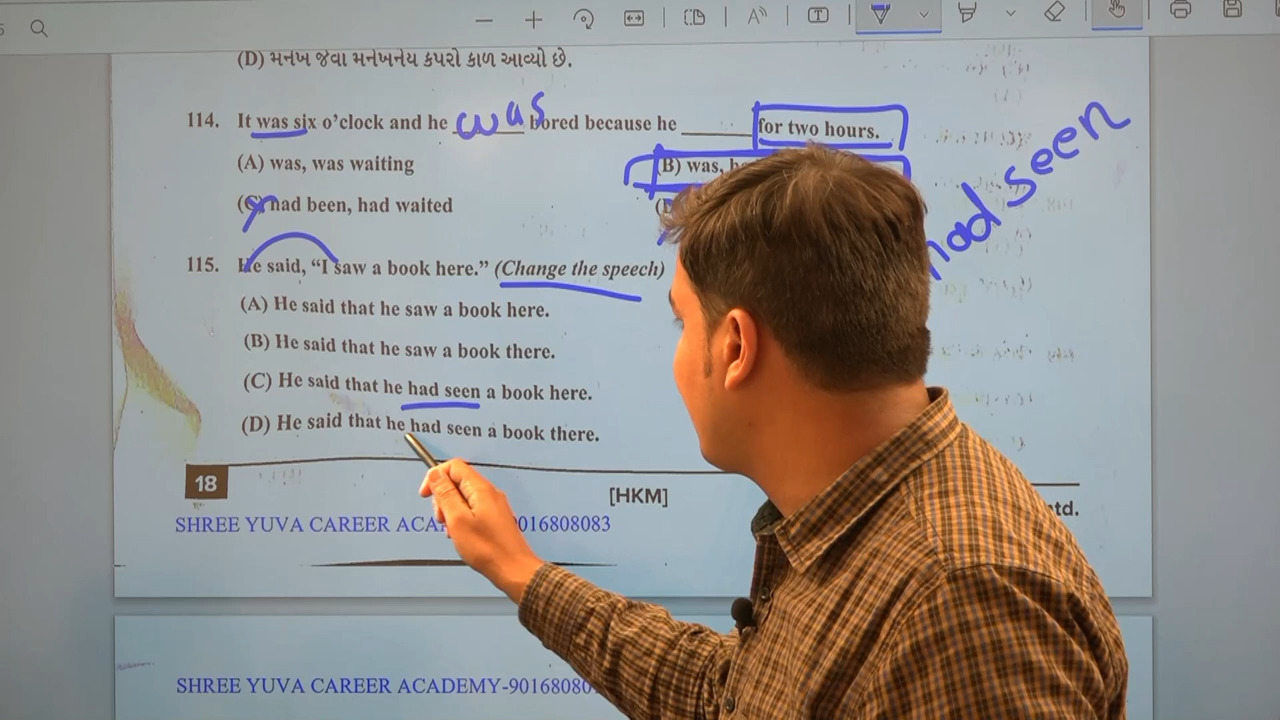 (D) મનેખ જેવા મનેખનેય કપરો કાળ આવ્યો છે.
114. It was six o'clock and he was bored because he ______ for two hours.
(A) was, was waiting
(B) was,
(C) had been, had waited
had seen
115. He said, "I saw a book here." (Change the speech)
(A) He said that he saw a book here.
(B) He said that he saw a book there.
(C) He said that he had seen a book here.
(D) He said that he had seen a book there.
18
[HKM]
SHREE YUVA CAREER 016808083
SHREE YUVA CAREER ACADEMY-90168080